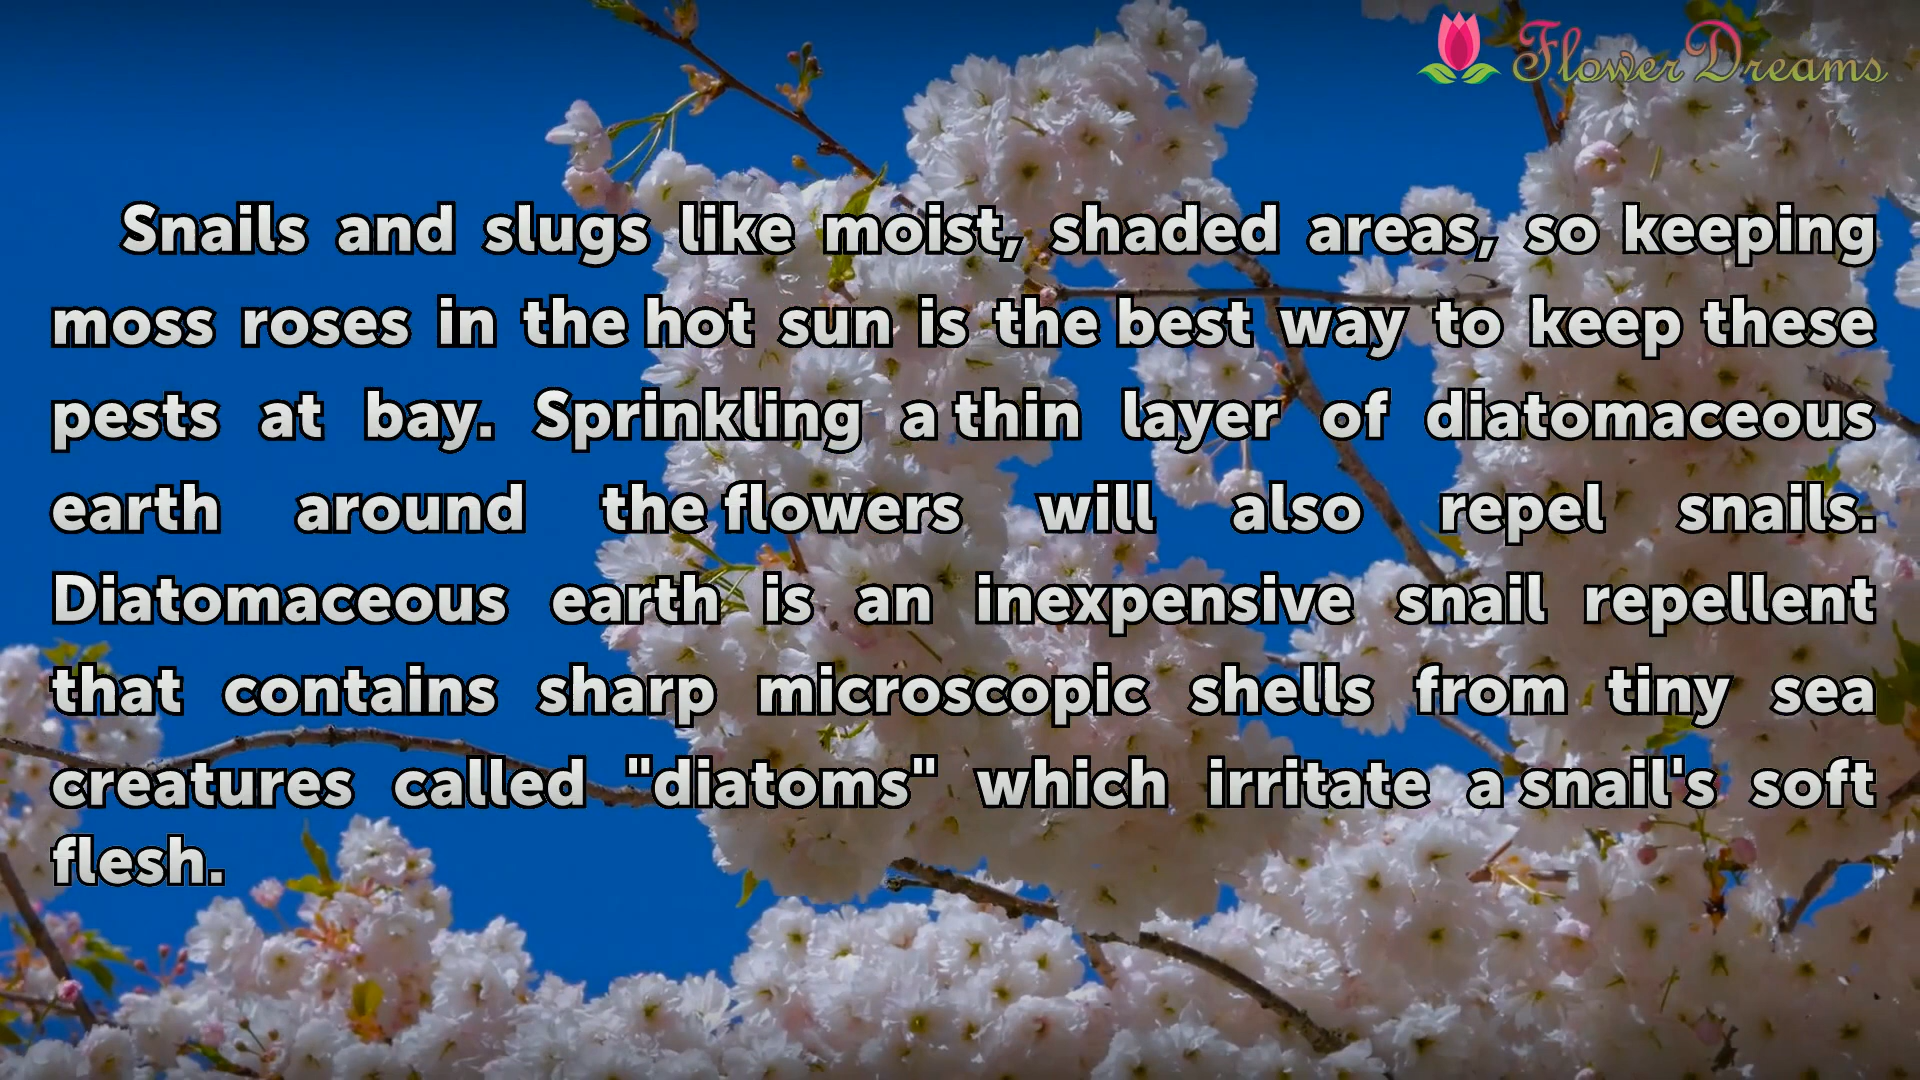 Flower Dreams
Snails and slugs like moist, shaded areas, so keeping
moss roses in the hot sun is the best way to keep these
pests at bay. Sprinkling a thin layer of diatomaceous
earth around the flowers will also repel snails.
Diatomaceous earth is an inexpensive snail repellent
that contains sharp microscopic shells from tiny sea
creatures called "diatoms" which irritate a snail's soft
flesh.